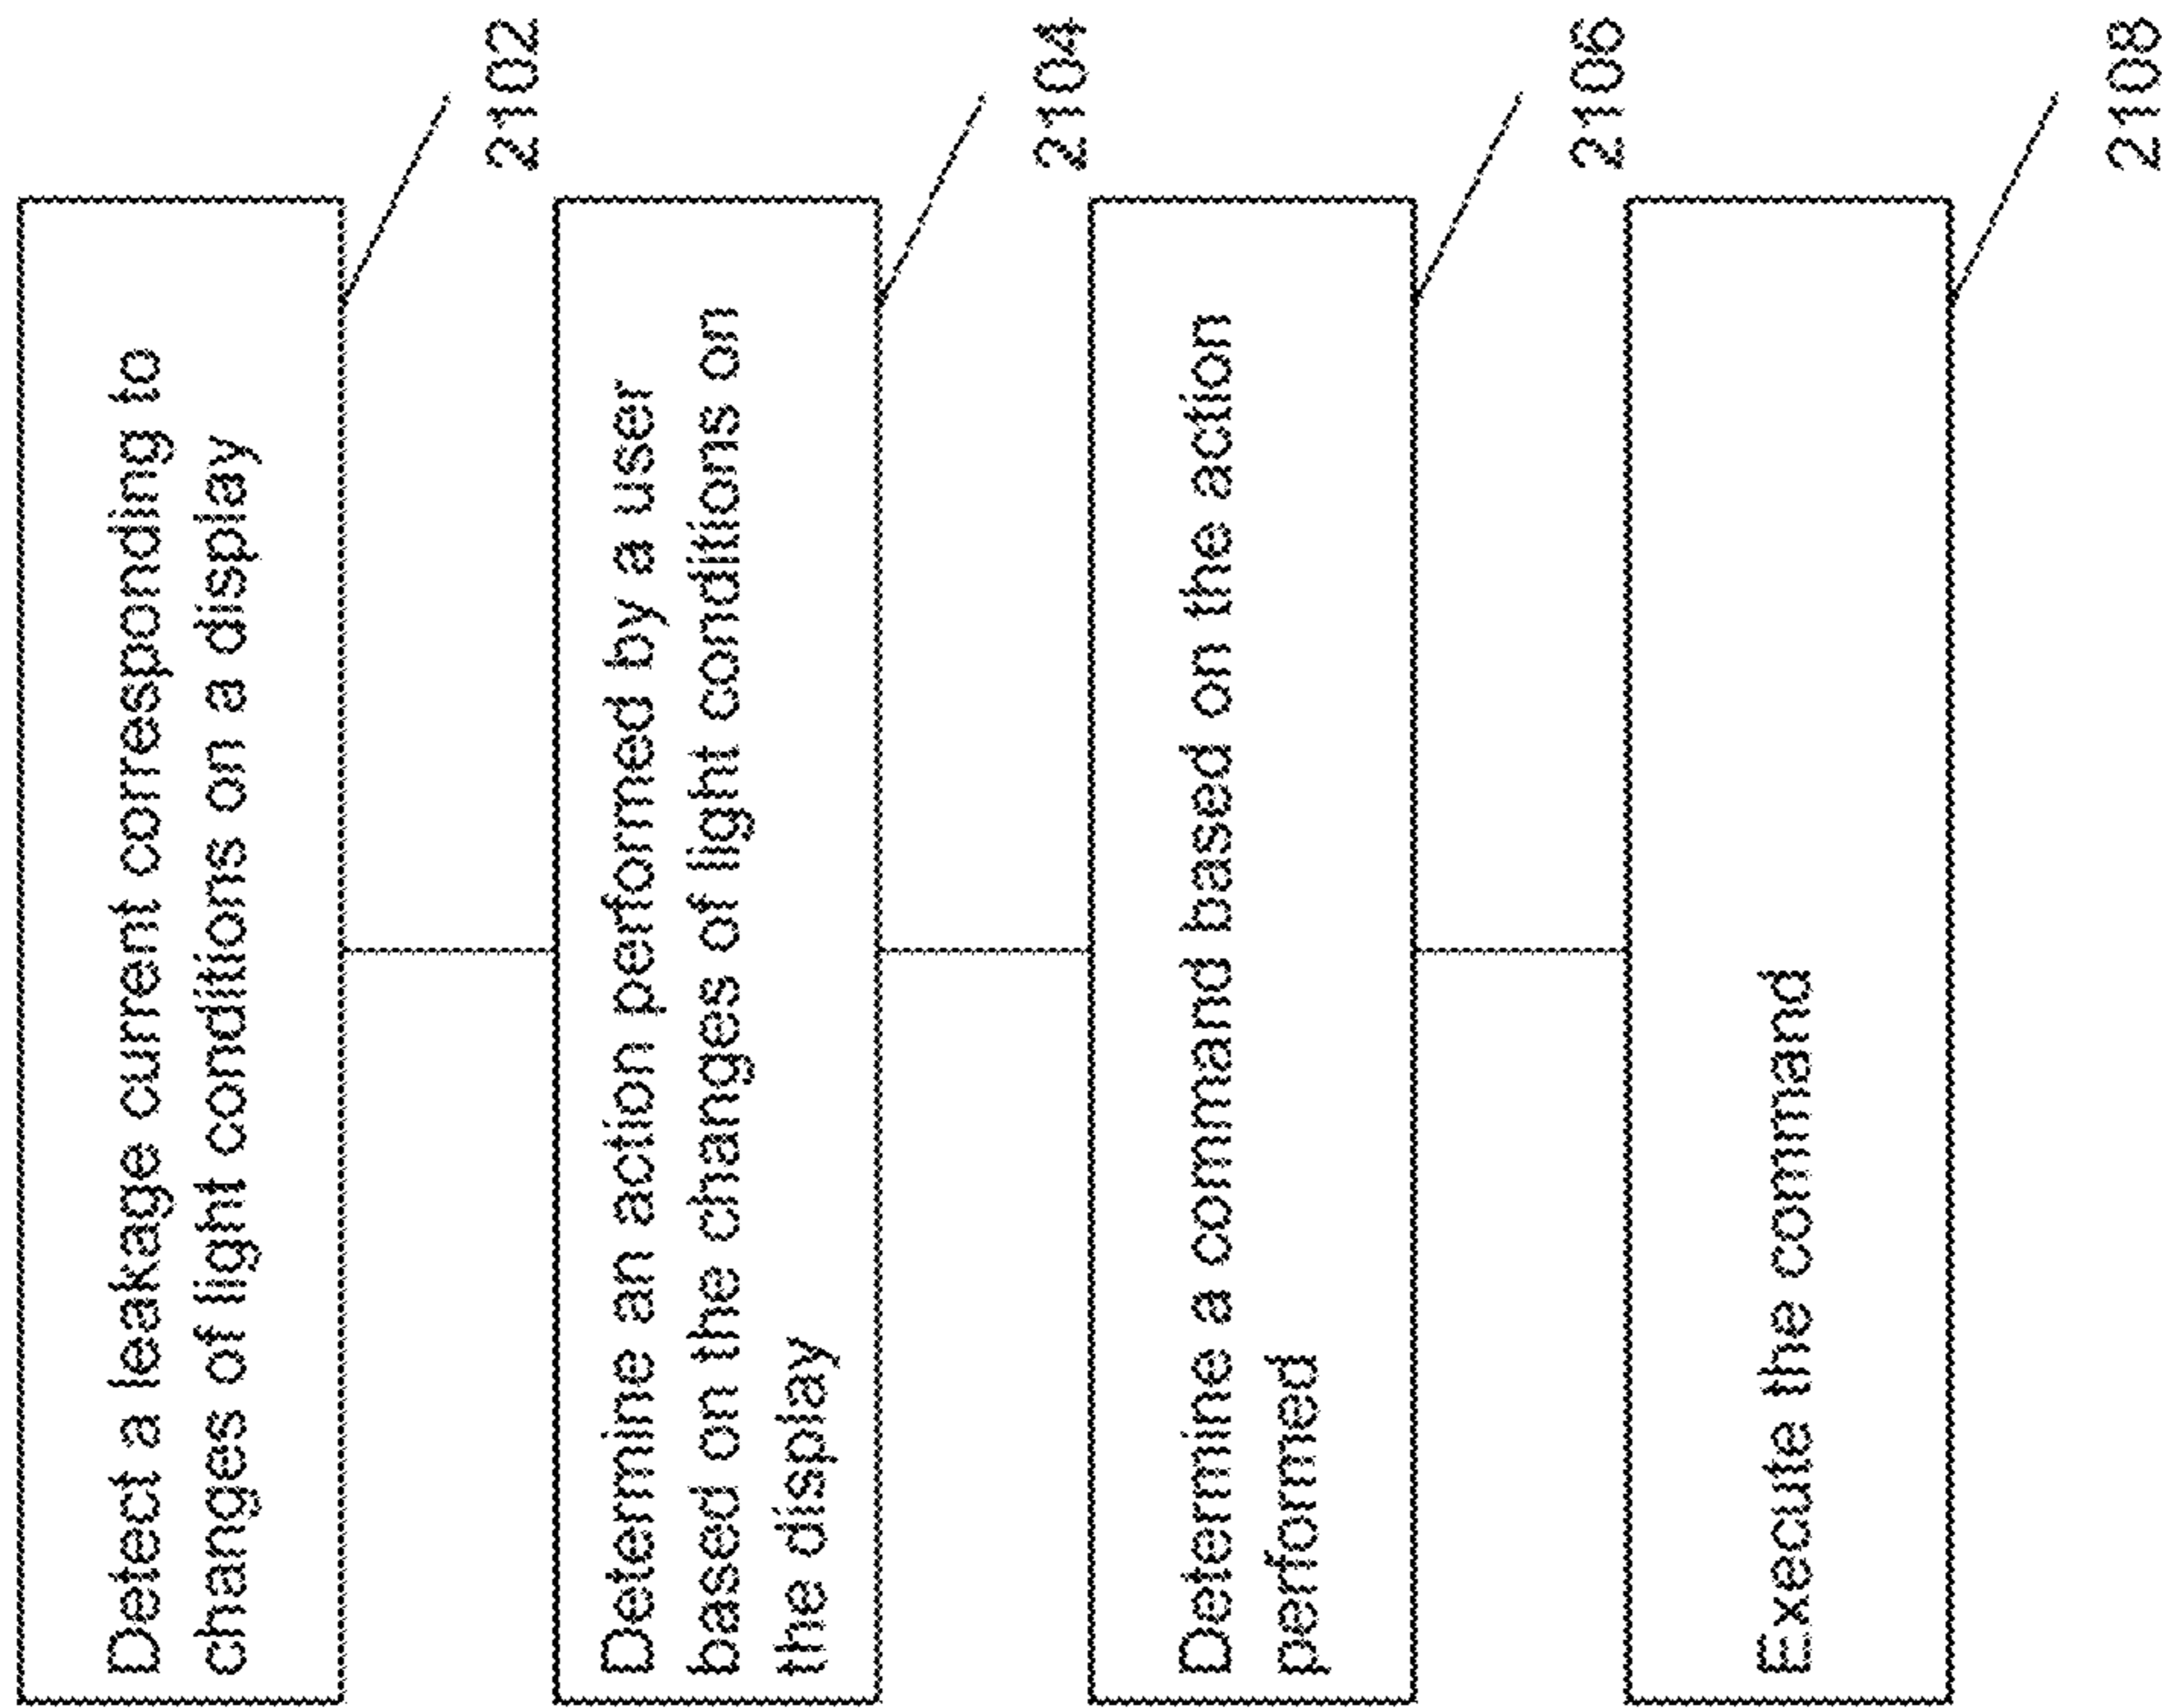 Detect a leakage current corresponding to
changes of light conditions on a display
2102
Determine an action performed by a user
based on the changes of light conditions on
the display
2104
Determine a command based on the action
performed
2106
Execute the command
2108